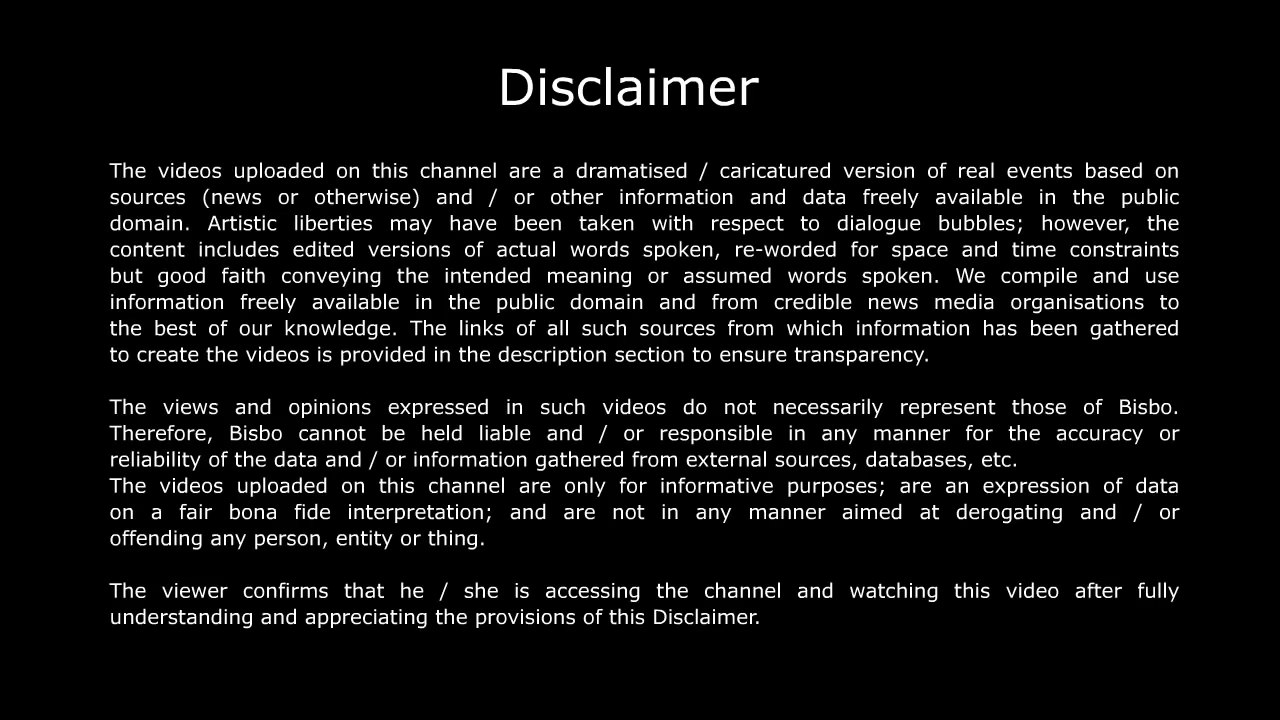 Disclaimer
The videos uploaded on this channel are a dramatised / caricatured version of real events based on
sources (news or otherwise) and / or other information and data freely available in the public
domain. Artistic liberties may have been taken with respect to dialogue bubbles; however, the
content includes edited versions of actual words spoken, re-worded for space and time constraints
but good faith conveying the intended meaning or assumed words spoken. We compile and use
information freely available in the public domain and from credible news media organisations to
the best of our knowledge. The links of all such sources from which information has been gathered
to create the videos is provided in the description section to ensure transparency.
The views and opinions expressed in such videos do not necessarily represent those of Bisbo.
Therefore, Bisbo cannot be held liable and / or responsible in any manner for the accuracy or
reliability of the data and / or information gathered from external sources, databases, etc.
The videos uploaded on this channel are only for informative purposes; are an expression of data
on a fair bona fide interpretation; and are not in any manner aimed at derogating and / or
offending any person, entity or thing.
The viewer confirms that he / she is accessing the channel and watching this video after fully
understanding and appreciating the provisions of this Disclaimer.